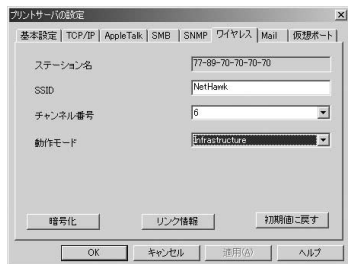 プリントサーバの設定
基本設定 TCP/IP AppleTalk SMB SNMP ワイヤレス Mail 仮想ポート
ステーション名 77-89-70-70-70-70
SSID NetHawk
チャンネル番号 6
動作モード Infrastructure
暗号化 リンク情報 初期値に戻す
OK キャンセル 適用(A) ヘルプ